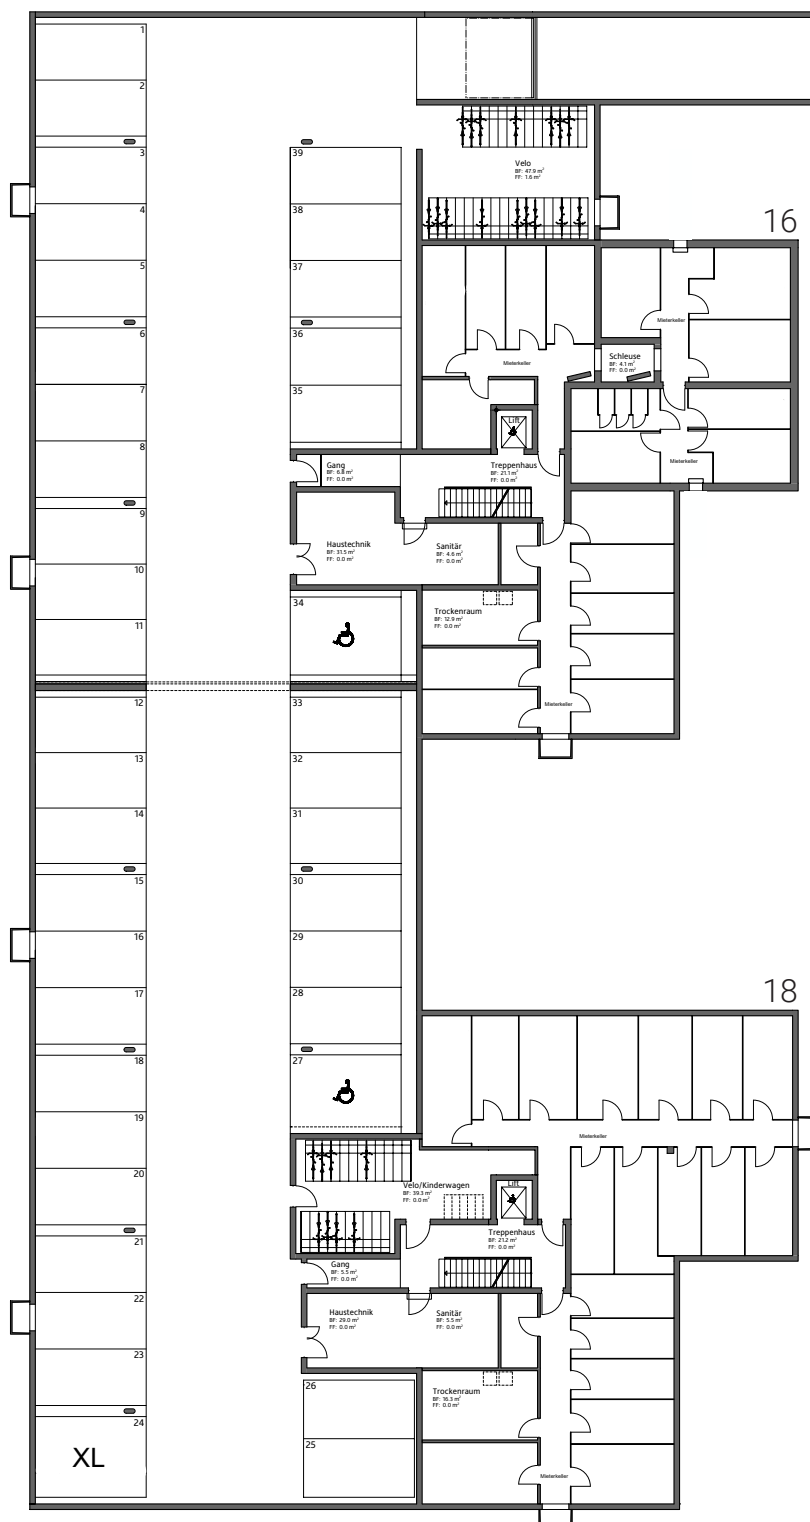 1
2
3
39
Velo
BF: 47.9 m²
FF: 1.6 m²
16
4
38
5
37
6
36
Mieterkeller
Schleuse
BF: 4.1 m²
FF: 0.0 m²
Mieterkeller
7
35
Lift
8
Gang
BF: 6.8 m²
FF: 0.0 m²
Treppenhaus
BF: 21.1 m²
FF: 0.0 m²
Mieterkeller
9
Haustechnik
BF: 31.5 m²
FF: 0.0 m²
Sanitär
BF: 4.6 m²
FF: 0.0 m²
10
34
Trockenraum
BF: 12.9 m²
FF: 0.0 m²
11
12
33
Mieterkeller
13
32
14
31
15
30
16
29
17
28
18
18
27
19
Mieterkeller
20
Velo/Kinderwagen
BF: 39.3 m²
FF: 0.0 m²
Lift
21
Treppenhaus
BF: 21.2 m²
FF: 0.0 m²
Gang
BF: 5.5 m²
FF: 0.0 m²
22
Haustechnik
BF: 29.0 m²
FF: 0.0 m²
Sanitär
BF: 5.5 m²
FF: 0.0 m²
23
26
Trockenraum
BF: 16.3 m²
FF: 0.0 m²
24
XL
25
Mieterkeller